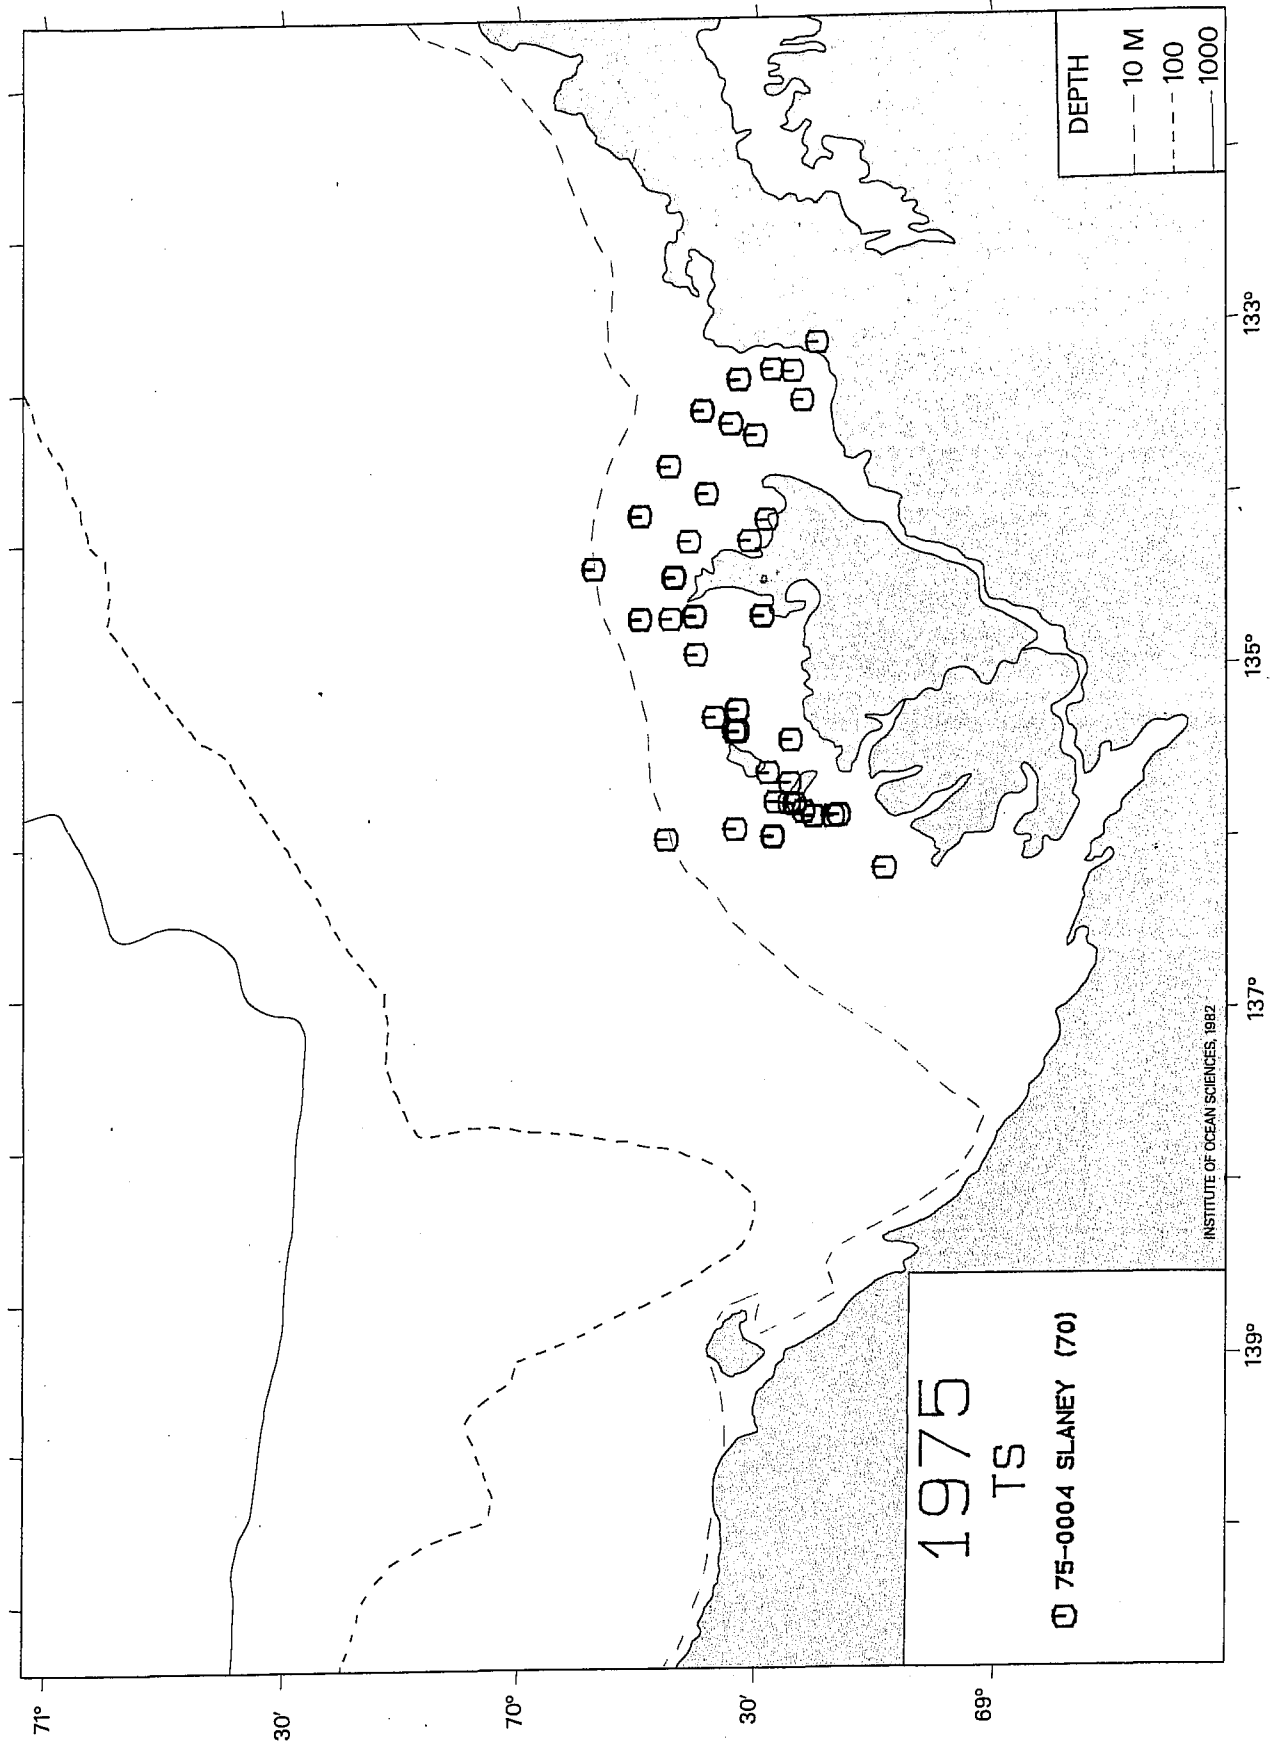 71°
30'
70°
30'
69°
139°
137°
135°
133°
1975
TS
75-0004 SLANEY (70)
INSTITUTE OF OCEAN SCIENCES, 1982
DEPTH
10 M
100
1000